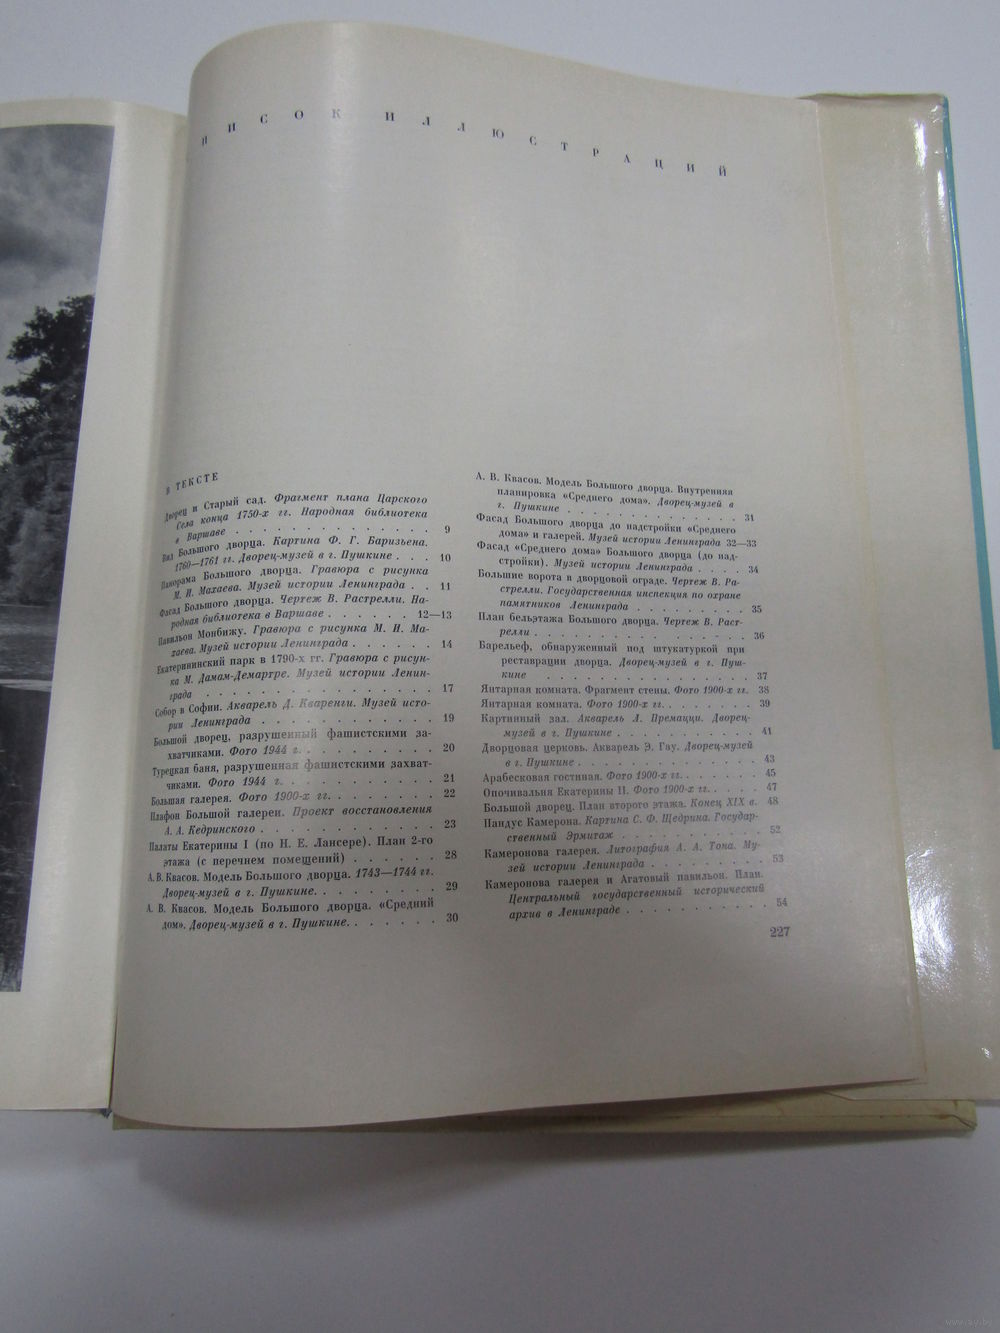 ПИСОК ИЛЛЮСТРАЦИЙ
В ТЕКСТЕ
Дворец и Старый сад. Фрагмент плана Царского
Села конца 1750-х гг. Народная библиотека
в Варшаве . . . . . . . . . . . . 9
Вид Большого дворца. Картина Ф. Г. Баризьена.
1760—1761 гг. Дворец-музей в г. Пушкине . . . 10
Панорама Большого дворца. Гравюра с рисунка
М. И. Махаева. Музей истории Ленинграда . . 11
Фасад Большого дворца. Чертеж В. Растрелли. На-
родная библиотека в Варшаве . . . . . . 12—13
Павильон Монбижу. Гравюра с рисунка М. И. Ма-
хаева. Музей истории Ленинграда . . . . . . 14
Екатерининский парк в 1790-х гг. Гравюра с рисун-
ка М. Дамам-Демартре. Музей истории Ленин-
града . . . . . . . . . . . . . . 17
Собор в Софии. Акварель Д. Кваренги. Музей исто-
рии Ленинграда . . . . . . . . . . . 19
Большой дворец, разрушенный фашистскими за-
хватчиками. Фото 1944 г. . . . . . . . . 20
Турецкая баня, разрушенная фашистскими захват-
чиками. Фото 1944 г. . . . . . . . . . 21
Большая галерея. Фото 1900-х гг. . . . . . . 22
Плафон Большой галереи. Проект восстановления
А. А. Кедринского . . . . . . . . . . . 23
Палаты Екатерины I (по Н. Е. Лансере). План 2-го
этажа (с перечнем помещений) . . . . . . 28
А. В. Квасов. Модель Большого дворца. 1743—1744 гг.
Дворец-музей в г. Пушкине. . . . . . . . 29
А. В. Квасов. Модель Большого дворца. «Средний
дом». Дворец-музей в г. Пушкине. . . . . . 30
А. В. Квасов. Модель Большого дворца. Внутренняя
планировка «Среднего дома». Дворец-музей в
г. Пушкине . . . . . . . . . . . . . 31
Фасад Большого дворца до надстройки «Среднего
дома» и галерей. Музей истории Ленинграда 32—33
Фасад «Среднего дома» Большого дворца (до над-
стройки). Музей истории Ленинграда . . . . 34
Большие ворота в дворцовой ограде. Чертеж В. Ра-
стрелли. Государственная инспекция по охране
памятников Ленинграда . . . . . . . . . 35
План бельэтажа Большого дворца. Чертеж В. Раст-
релли . . . . . . . . . . . . . . . 36
Барельеф, обнаруженный под штукатуркой при
реставрации дворца. Дворец-музей в г. Пуш-
кине . . . . . . . . . . . . . . . 37
Янтарная комната. Фрагмент стены. Фото 1900-х гг. 38
Янтарная комната. Фото 1900-х гг. . . . . . . 39
Картинный зал. Акварель Л. Премацци. Дворец-
музей в г. Пушкине . . . . . . . . . . 41
Дворцовая церковь. Акварель Э. Гау. Дворец-музей
в г. Пушкине . . . . . . . . . . . . . 43
Арабесковая гостиная. Фото 1900-х гг. . . . . . 45
Опочивальня Екатерины II. Фото 1900-х гг. . . . . 47
Большой дворец. План второго этажа. Конец XIX в. 48
Пандус Камерона. Картина С. Ф. Щедрина. Государ-
ственный Эрмитаж . . . . . . . . . . . 52
Камеронова галерея. Литография А. А. Тона. Му-
зей истории Ленинграда . . . . . . . . . 53
Камеронова галерея и Агатовый павильон. План.
Центральный государственный исторический
архив в Ленинграде . . . . . . . . . . 54
227